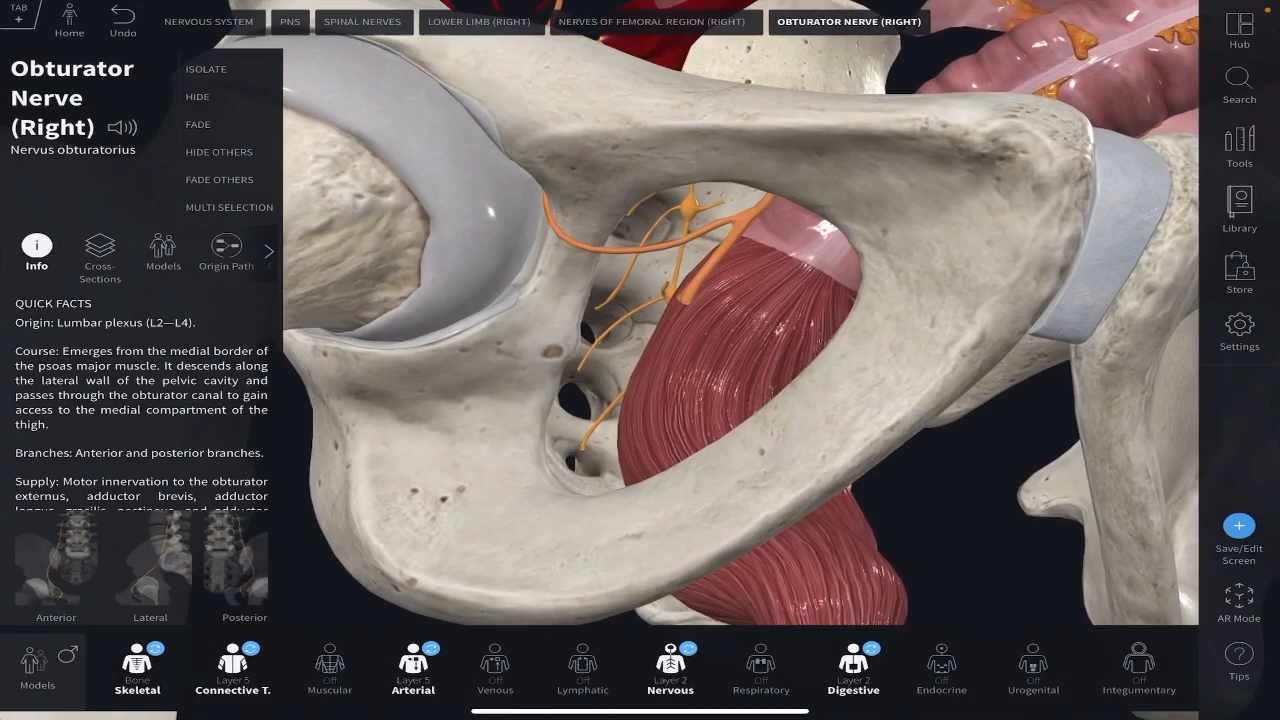 TAB
+
Home
Undo
NERVOUS SYSTEM
PNS
SPINAL NERVES
LOWER LIMB (RIGHT)
NERVES OF FEMORAL REGION (RIGHT)
OBTURATOR NERVE (RIGHT)
Obturator
Nerve
(Right)
Nervus obturatorius
ISOLATE
HIDE
FADE
HIDE OTHERS
FADE OTHERS
MULTI SELECTION
i
Info
Cross-
Sections
Models
Origin Path
QUICK FACTS
Origin: Lumbar plexus (L2—L4).
Course: Emerges from the medial border of
the psoas major muscle. It descends along
the lateral wall of the pelvic cavity and
passes through the obturator canal to gain
access to the medial compartment of the
thigh.
Branches: Anterior and posterior branches.
Supply: Motor innervation to the obturator
externus, adductor brevis, adductor
longus, gracilis, pectineus, and adductor
Anterior
Lateral
Posterior
Hub
Search
Tools
Library
Store
Settings
+
Save/Edit
Screen
AR Mode
?
Tips
Models
Bone
Skeletal
Layer 5
Connective T.
Off
Muscular
Layer 5
Arterial
Off
Venous
Off
Lymphatic
Layer 2
Nervous
Off
Respiratory
Layer 2
Digestive
Off
Endocrine
Off
Urogenital
Off
Integumentary